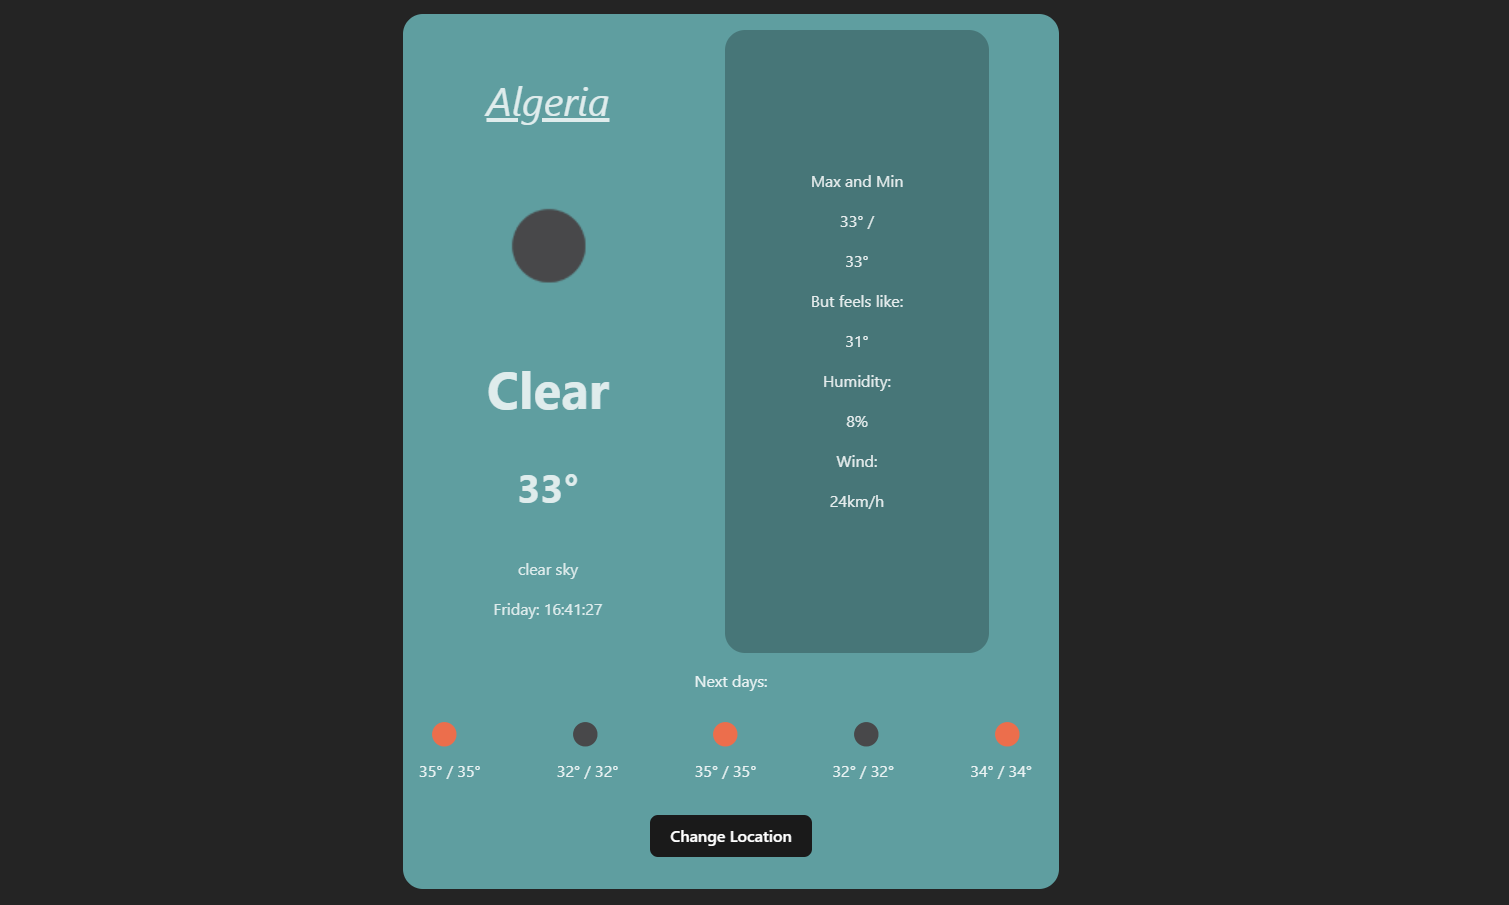 Algeria
Clear
33°
clear sky
Friday: 16:41:27
Max and Min
33° /
33°
But feels like:
31°
Humidity:
8%
Wind:
24km/h
Next days:
35° / 35°
32° / 32°
35° / 35°
32° / 32°
34° / 34°
Change Location